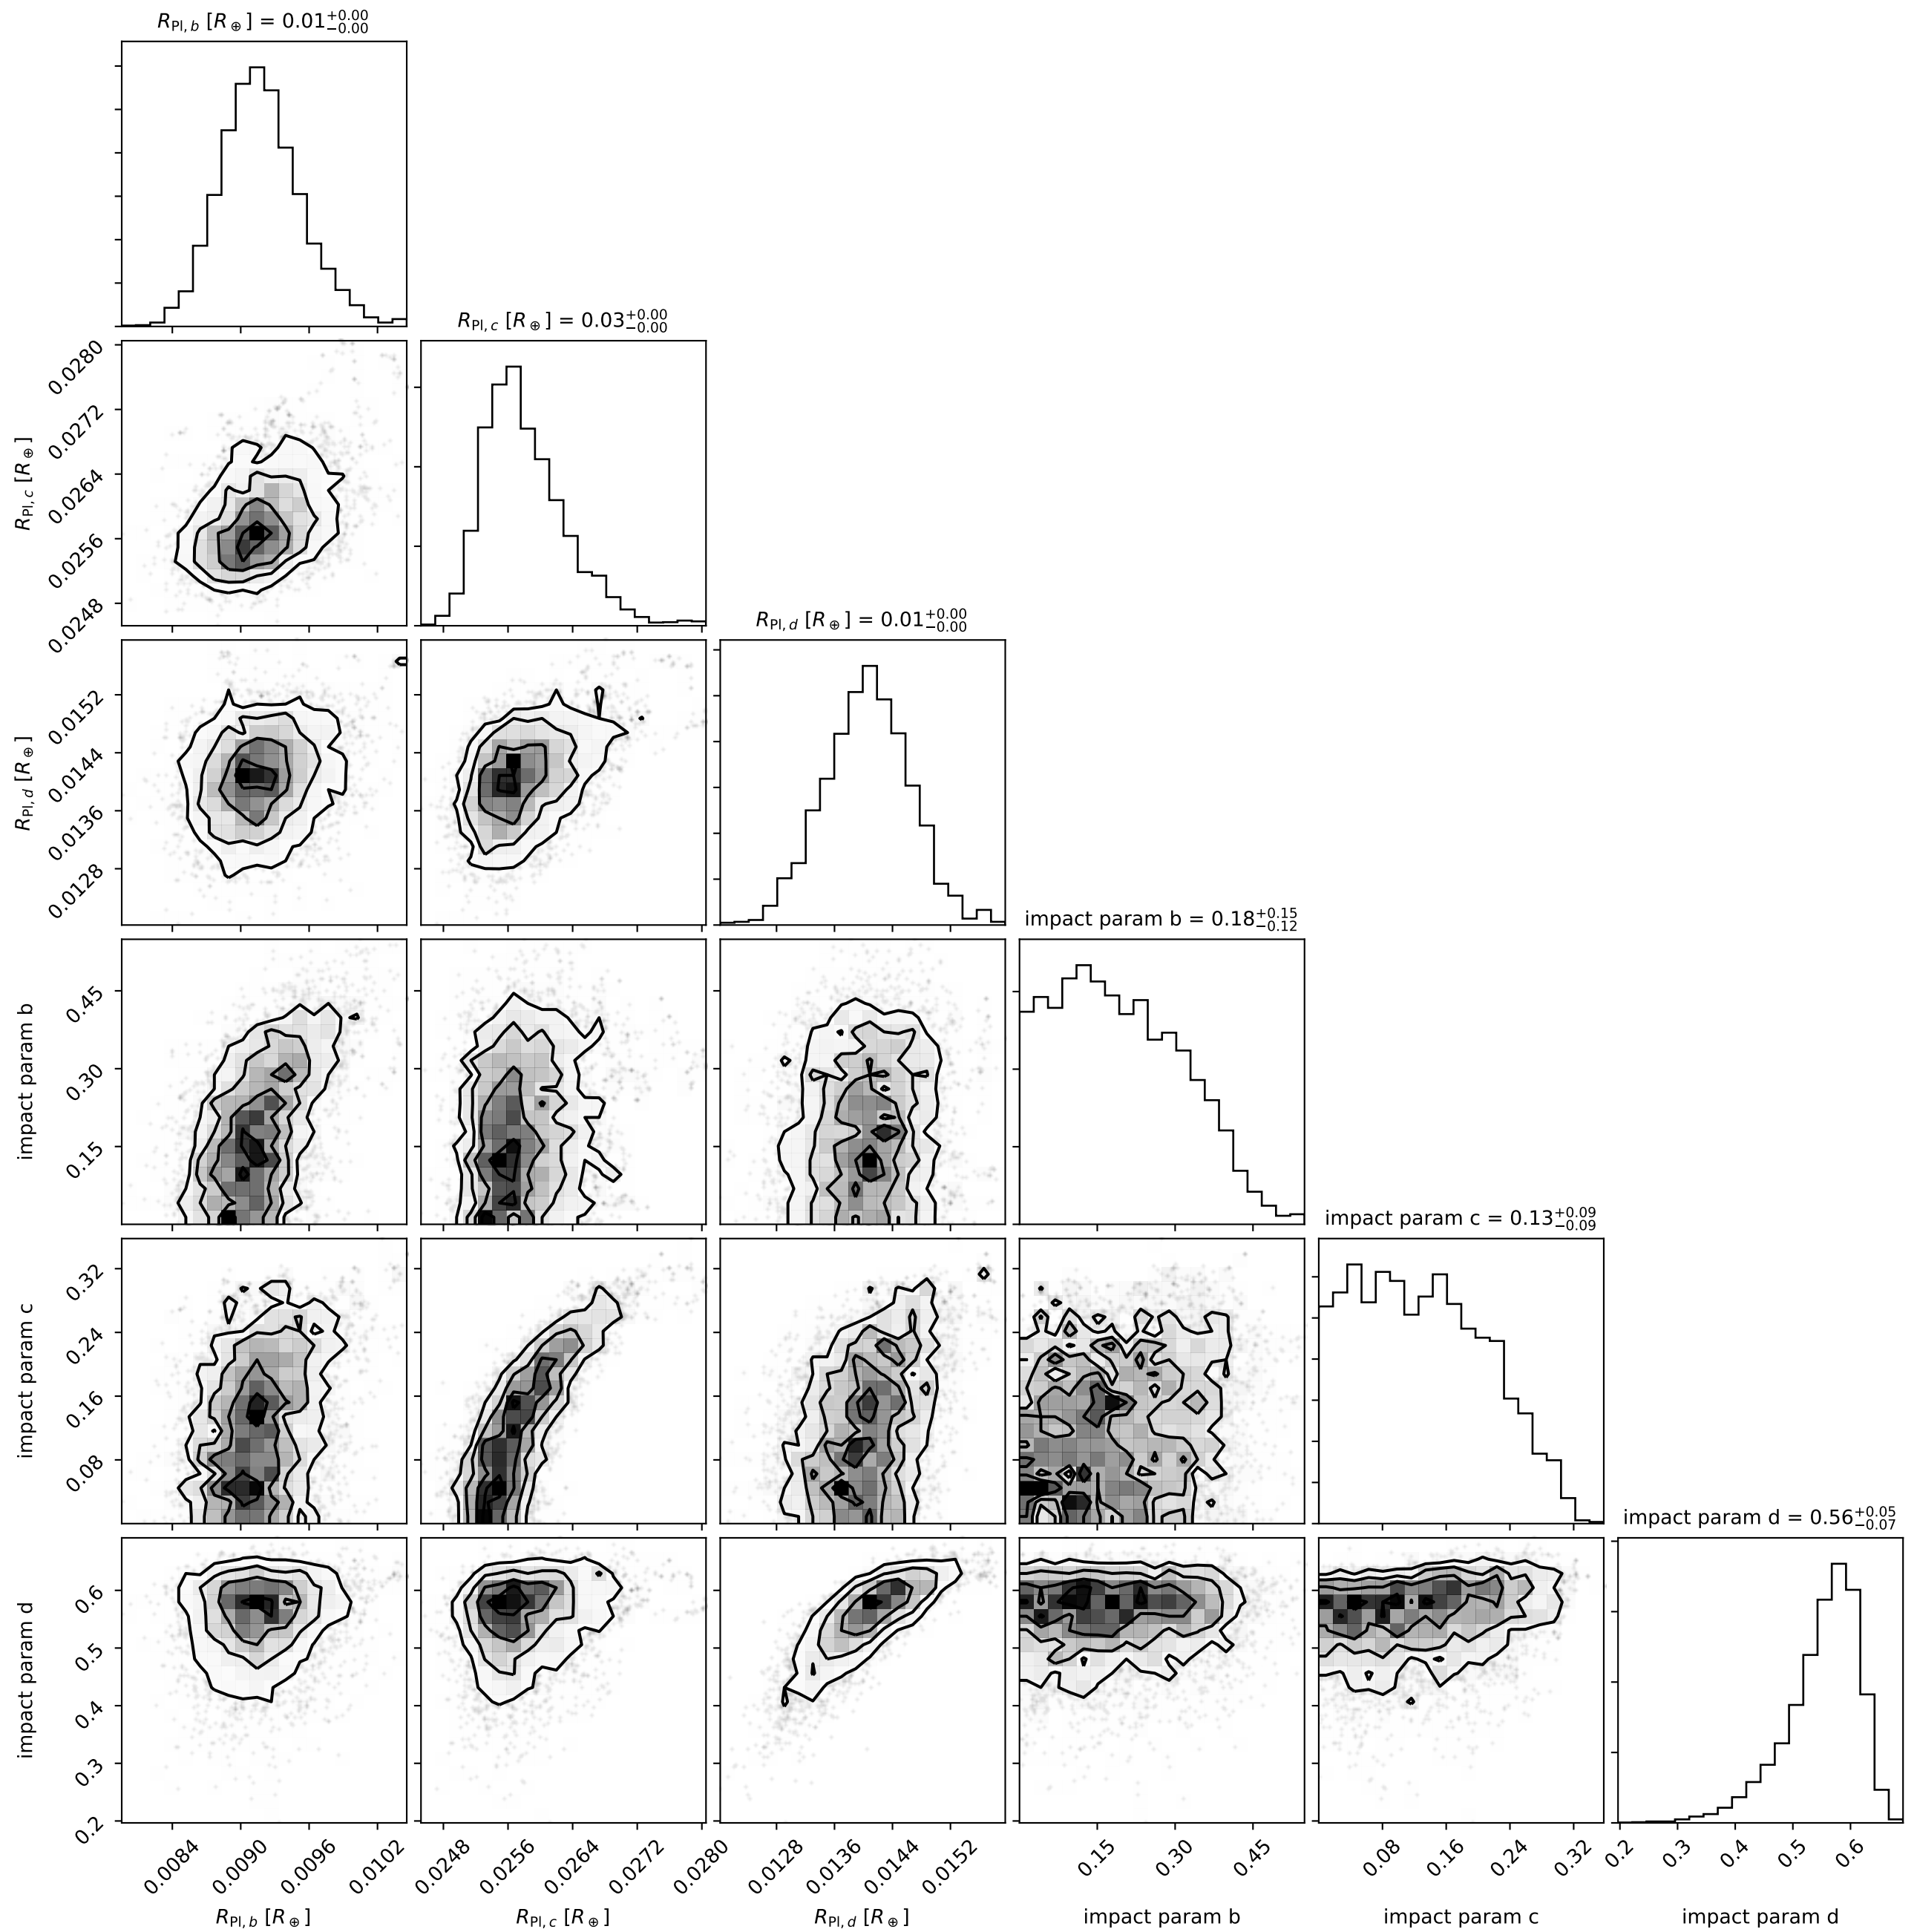 R_Pl,b [R_⊕] = 0.01^{+0.00}_{−0.00}
R_Pl,c [R_⊕] = 0.03^{+0.00}_{−0.00}
0.0280
0.0272
0.0264
0.0256
0.0248
R_Pl,c [R_⊕]
R_Pl,d [R_⊕] = 0.01^{+0.00}_{−0.00}
0.0152
0.0144
0.0136
0.0128
R_Pl,d [R_⊕]
impact param b = 0.18^{+0.15}_{−0.12}
0.45
0.30
0.15
impact param b
impact param c = 0.13^{+0.09}_{−0.09}
0.32
0.24
0.16
0.08
impact param c
impact param d = 0.56^{+0.05}_{−0.07}
0.6
0.5
0.4
0.3
0.2
impact param d
0.0084 0.0090 0.0096 0.0102 0.0248 0.0256 0.0264 0.0272 0.0280 0.0128 0.0136 0.0144 0.0152 0.15 0.30 0.45 0.08 0.16 0.24 0.32 0.2 0.3 0.4 0.5 0.6
R_Pl,b [R_⊕] R_Pl,c [R_⊕] R_Pl,d [R_⊕] impact param b impact param c impact param d